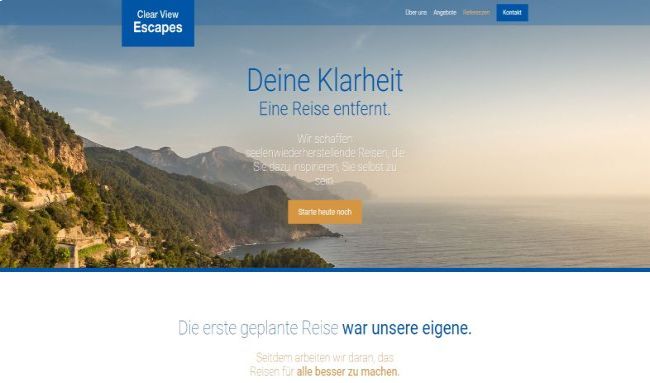 Clear View
Escapes
Über uns Angebote Referenzen Kontakt
Deine Klarheit
Eine Reise entfernt.
Wir schaffen
seelenwiederherstellende Reisen, die
Sie dazu inspirieren, Sie selbst zu
sein.
Starte heute noch
Die erste geplante Reise war unsere eigene.
Seitdem arbeiten wir daran, das
Reisen für alle besser zu machen.